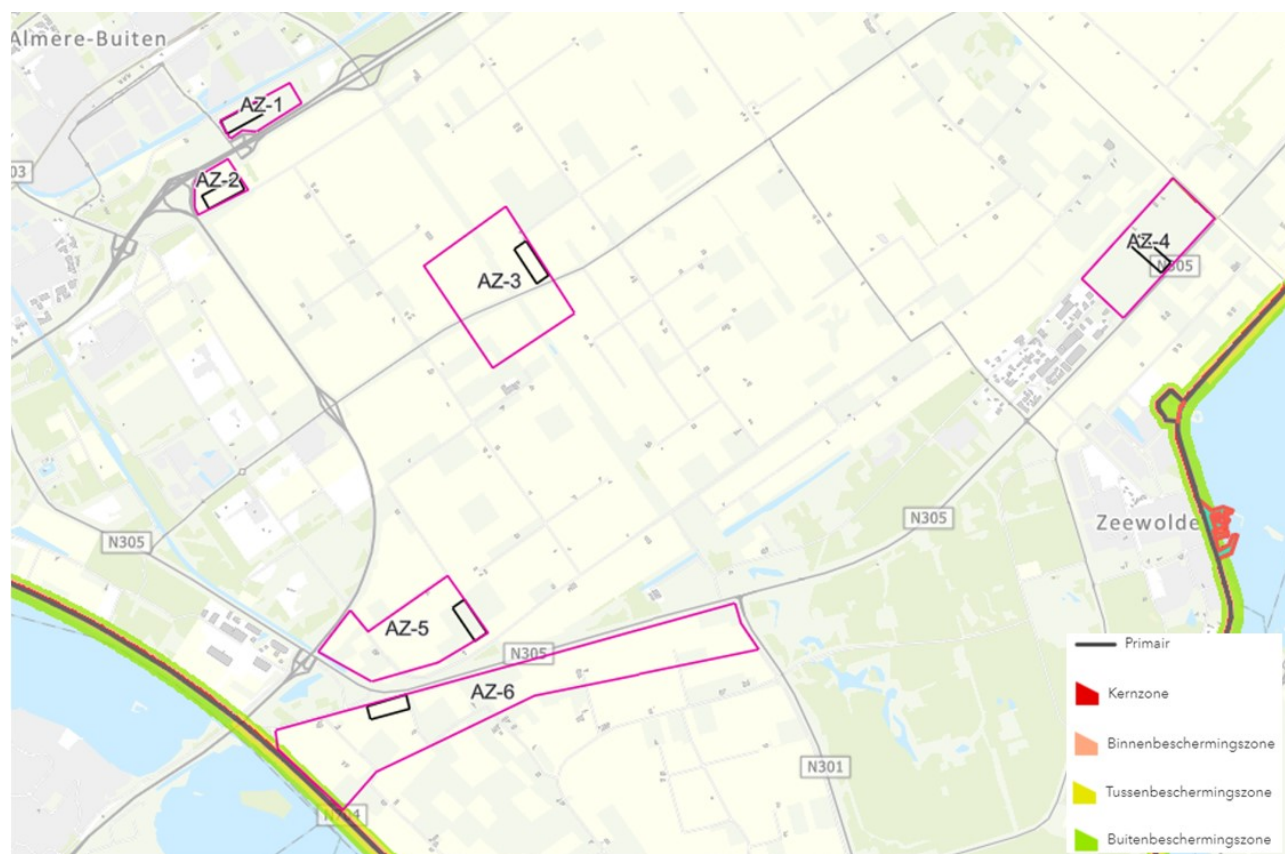 Almere-Buiten
AZ-1
03
AZ-2
AZ-3
AZ-4
N305
N305
Zeewolde
N305
AZ-5
N305
AZ-6
Primair
Kernzone
Binnenbeschermingszone
N301
Tussenbeschermingszone
Buitenbeschermingszone